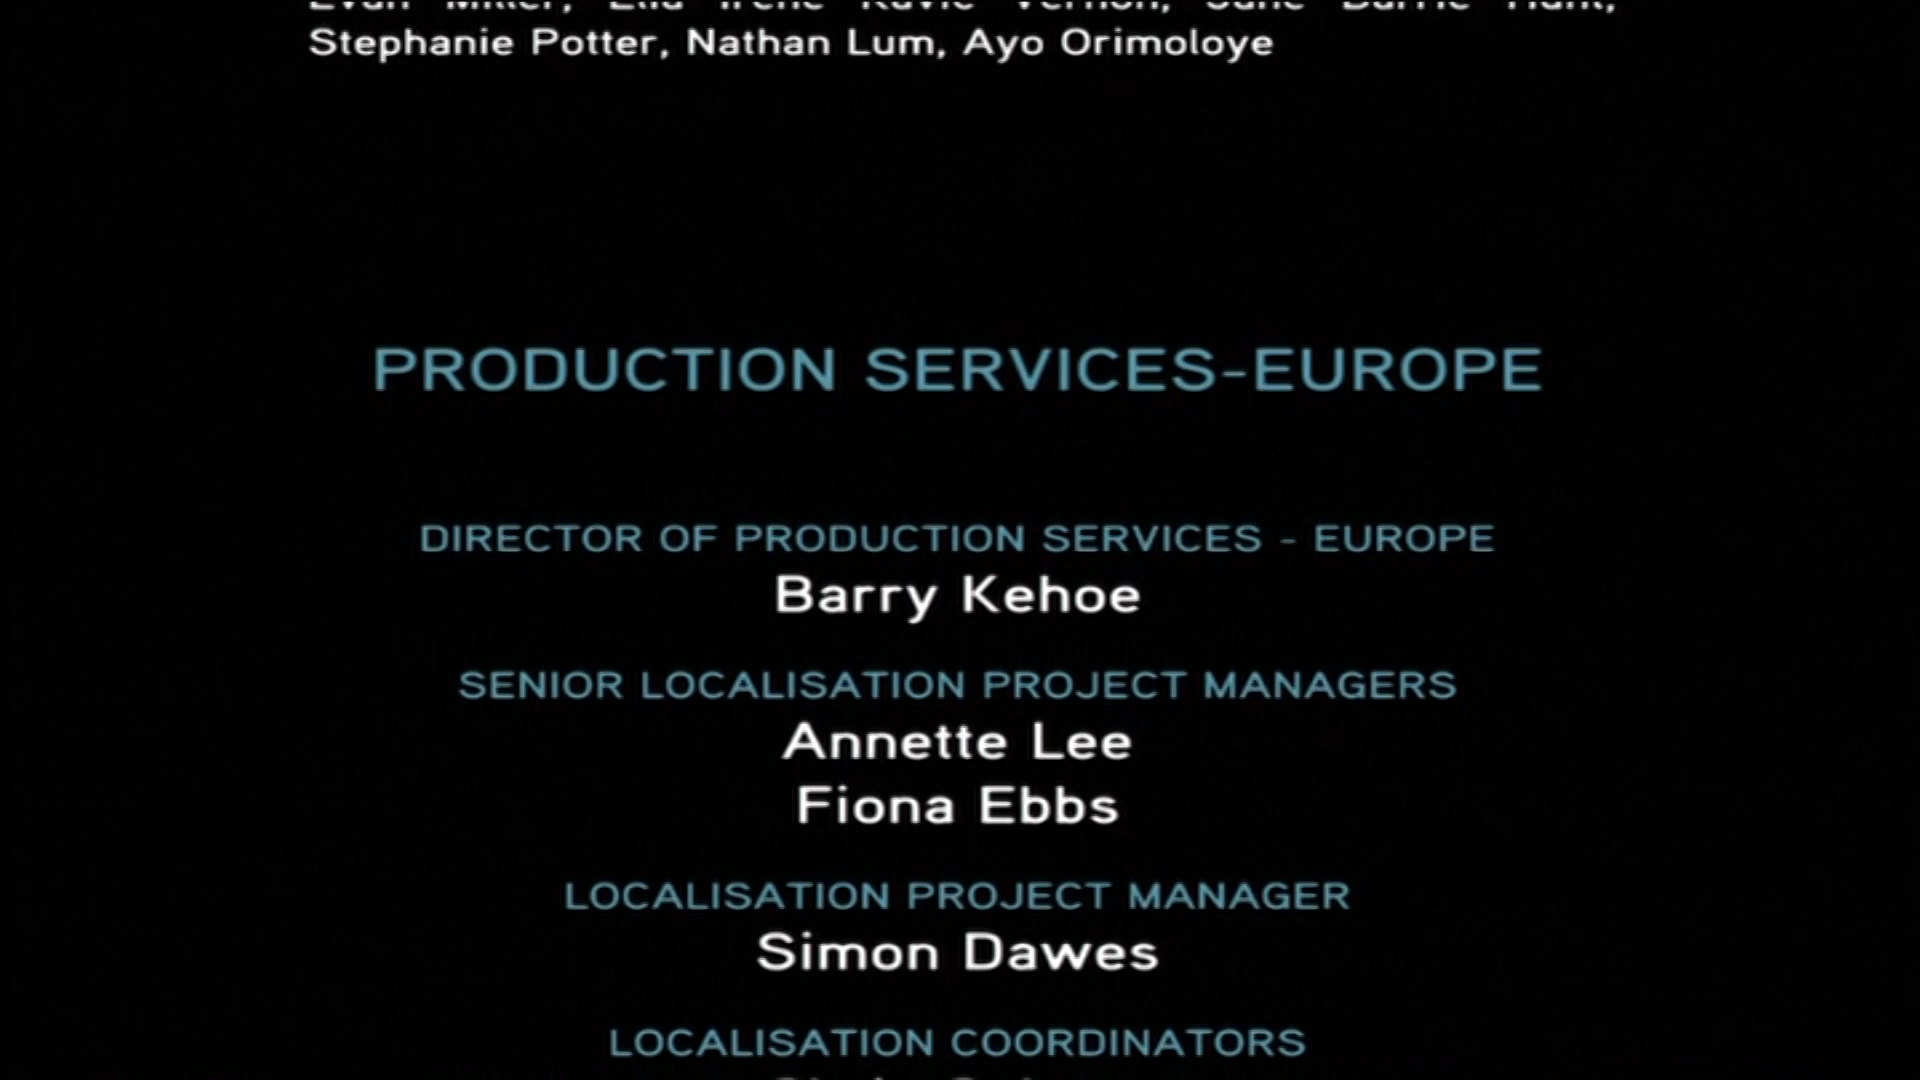 Stephanie Potter, Nathan Lum, Ayo Orimoloye
PRODUCTION SERVICES-EUROPE
DIRECTOR OF PRODUCTION SERVICES - EUROPE
Barry Kehoe
SENIOR LOCALISATION PROJECT MANAGERS
Annette Lee
Fiona Ebbs
LOCALISATION PROJECT MANAGER
Simon Dawes
LOCALISATION COORDINATORS